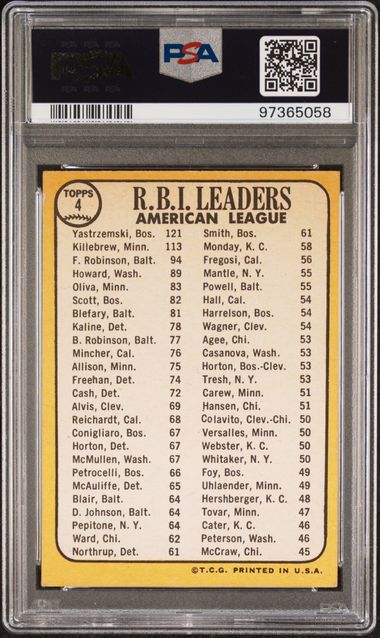 PSA
PSA
97365058
TOPPS
4
R.B.I. LEADERS
AMERICAN LEAGUE
Yastrzemski, Bos. 121
Killebrew, Minn. 113
F. Robinson, Balt. 94
Howard, Wash. 89
Oliva, Minn. 83
Scott, Bos. 82
Blefary, Balt. 81
Kaline, Det. 78
B. Robinson, Balt. 77
Mincher, Cal. 76
Allison, Minn. 75
Freehan, Det. 74
Cash, Det. 72
Alvis, Clev. 69
Reichardt, Cal. 68
Conigliaro, Bos. 67
Horton, Det. 67
McMullen, Wash. 67
Petrocelli, Bos. 66
McAuliffe, Det. 65
Blair, Balt. 64
D. Johnson, Balt. 64
Pepitone, N. Y. 64
Ward, Chi. 62
Northrup, Det. 61
Smith, Bos. 61
Monday, K. C. 58
Fregosi, Cal. 56
Mantle, N. Y. 55
Powell, Balt. 55
Hall, Cal. 54
Harrelson, Bos. 54
Wagner, Clev. 54
Agee, Chi. 53
Casanova, Wash. 53
Horton, Bos.-Clev. 53
Tresh, N. Y. 53
Carew, Minn. 51
Hansen, Chi. 51
Colavito, Clev.-Chi. 50
Versalles, Minn. 50
Webster, K. C. 50
Whitaker, N. Y. 50
Foy, Bos. 49
Uhlaender, Minn. 49
Hershberger, K. C. 48
Tovar, Minn. 47
Cater, K. C. 46
Peterson, Wash. 46
McCraw, Chi. 45
©T.C.G. PRINTED IN U.S.A.